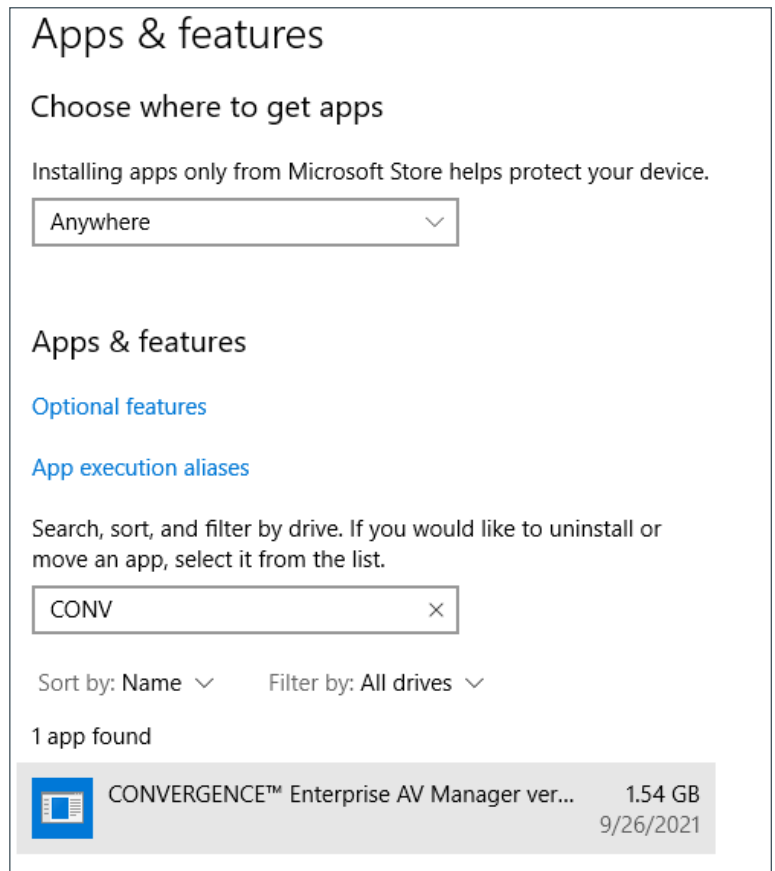 Apps & features
Choose where to get apps
Installing apps only from Microsoft Store helps protect your device.
Anywhere
Apps & features
Optional features
App execution aliases
Search, sort, and filter by drive. If you would like to uninstall or
move an app, select it from the list.
CONV
Sort by: Name Filter by: All drives
1 app found
CONVERGENCE™ Enterprise AV Manager ver... 1.54 GB
9/26/2021